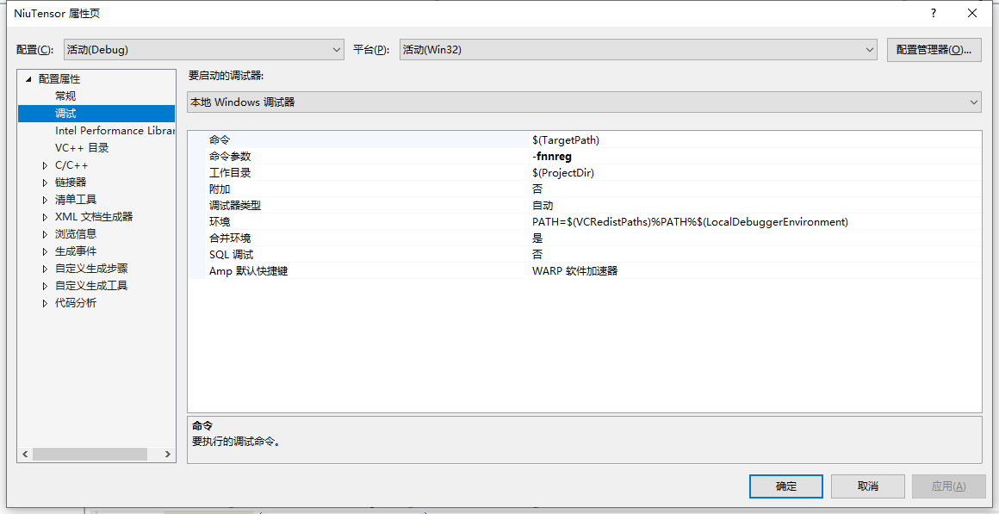 NiuTensor 属性页
?
配置(C): 活动(Debug) 平台(P): 活动(Win32) 配置管理器(O)...
配置属性
常规
调试
Intel Performance Librar
VC++ 目录
C/C++
链接器
清单工具
XML 文档生成器
浏览信息
生成事件
自定义生成步骤
自定义生成工具
代码分析
要启动的调试器:
本地 Windows 调试器
命令 $(TargetPath)
命令参数 -fnnreg
工作目录 $(ProjectDir)
附加 否
调试器类型 自动
环境 PATH=$(VCRedistPaths)%PATH%$(LocalDebuggerEnvironment)
合并环境 是
SQL 调试 否
Amp 默认快捷键 WARP 软件加速器
命令
要执行的调试命令。
确定 取消 应用(A)